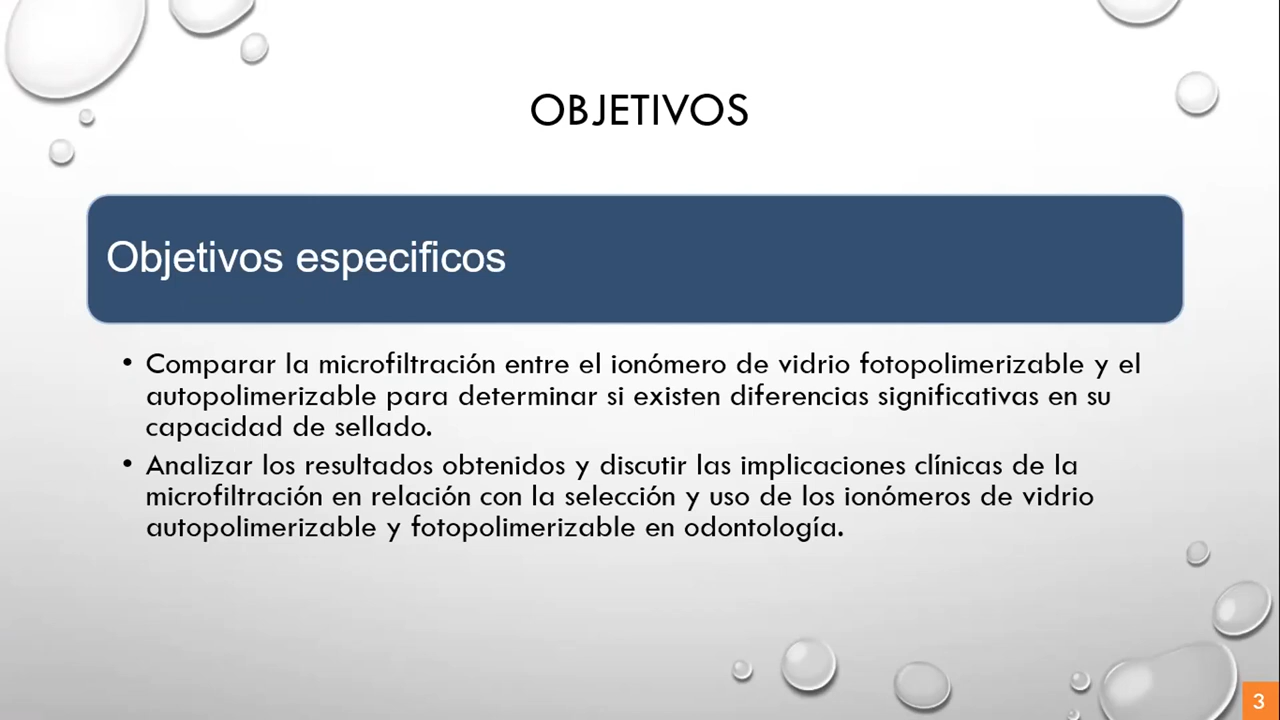 OBJETIVOS
Objetivos especificos
• Comparar la microfiltración entre el ionómero de vidrio fotopolimerizable y el
autopolimerizable para determinar si existen diferencias significativas en su
capacidad de sellado.
• Analizar los resultados obtenidos y discutir las implicaciones clínicas de la
microfiltración en relación con la selección y uso de los ionómeros de vidrio
autopolimerizable y fotopolimerizable en odontología.
3